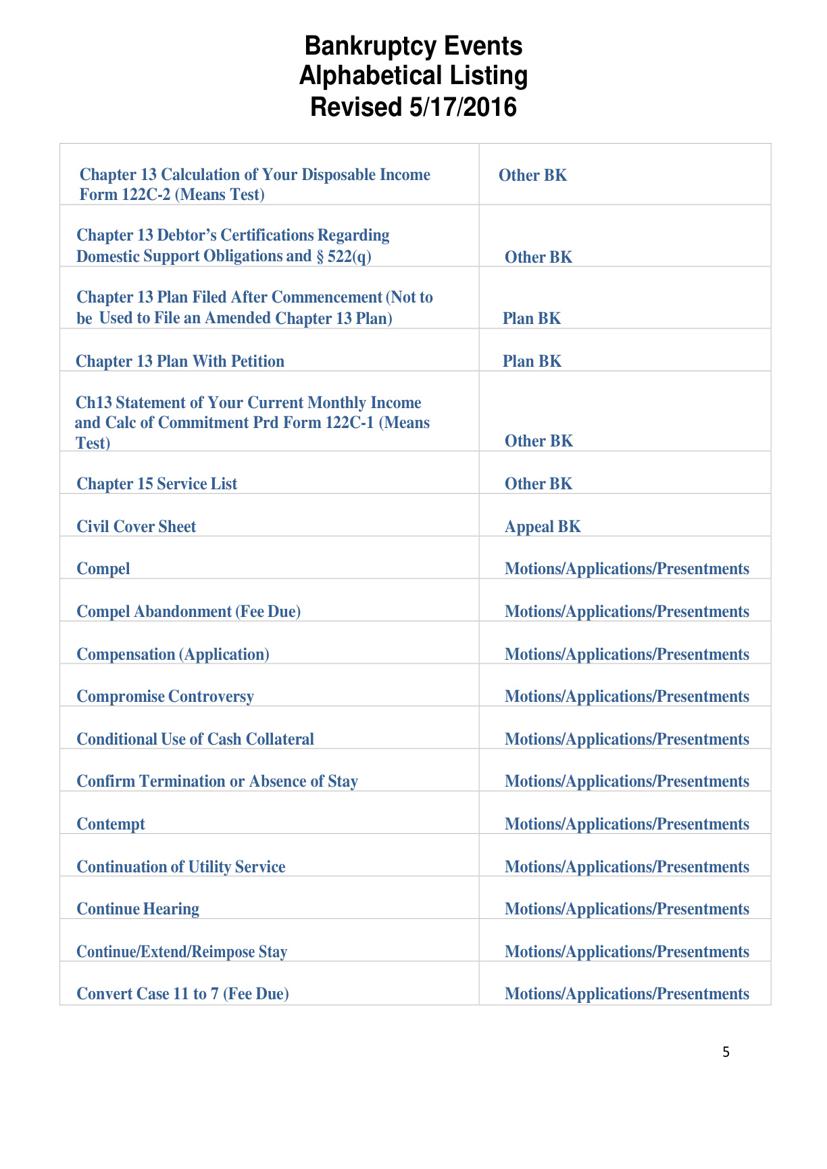 Bankruptcy Events
Alphabetical Listing
Revised 5/17/2016
Chapter 13 Calculation of Your Disposable Income
Form 122C-2 (Means Test)
Other BK
Chapter 13 Debtor’s Certifications Regarding
Domestic Support Obligations and § 522(q)
Other BK
Chapter 13 Plan Filed After Commencement (Not to
be Used to File an Amended Chapter 13 Plan)
Plan BK
Chapter 13 Plan With Petition
Plan BK
Ch13 Statement of Your Current Monthly Income
and Calc of Commitment Prd Form 122C-1 (Means
Test)
Other BK
Chapter 15 Service List
Other BK
Civil Cover Sheet
Appeal BK
Compel
Motions/Applications/Presentments
Compel Abandonment (Fee Due)
Motions/Applications/Presentments
Compensation (Application)
Motions/Applications/Presentments
Compromise Controversy
Motions/Applications/Presentments
Conditional Use of Cash Collateral
Motions/Applications/Presentments
Confirm Termination or Absence of Stay
Motions/Applications/Presentments
Contempt
Motions/Applications/Presentments
Continuation of Utility Service
Motions/Applications/Presentments
Continue Hearing
Motions/Applications/Presentments
Continue/Extend/Reimpose Stay
Motions/Applications/Presentments
Convert Case 11 to 7 (Fee Due)
Motions/Applications/Presentments
5